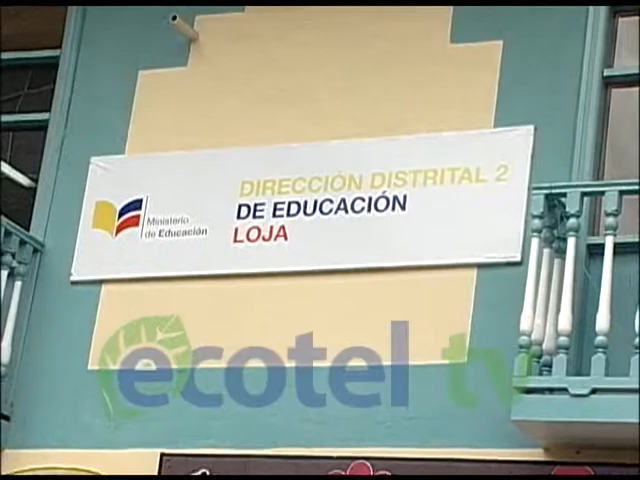 DIRECCIÓN DISTRITAL 2
DE EDUCACIÓN
LOJA
Ministerio
de Educación
ecotel tv